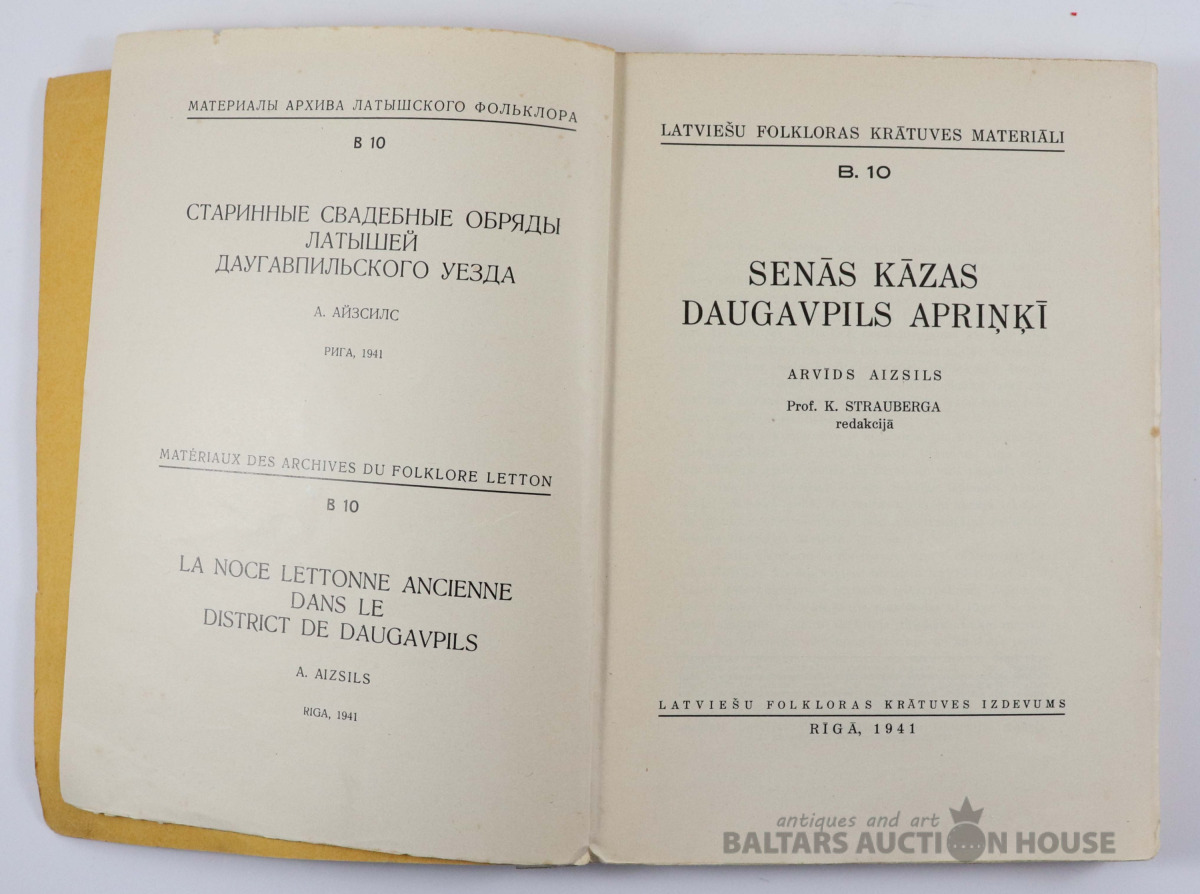 МАТЕРИАЛЫ АРХИВА ЛАТЫШСКОГО ФОЛЬКЛОРА
В 10
СТАРИННЫЕ СВАДЕБНЫЕ ОБРЯДЫ
ЛАТЫШЕЙ
ДАУГАВПИЛЬСКОГО УЕЗДА
А. АЙЗСИЛС
РИГА, 1941
MATÉRIAUX DES ARCHIVES DU FOLKLORE LETTON
B 10
LA NOCE LETTONNE ANCIENNE
DANS LE
DISTRICT DE DAUGAVPILS
A. AIZSILS
RIGA, 1941
LATVIEŠU FOLKLORAS KRĀTUVES MATERIĀLI
B. 10
SENĀS KĀZAS
DAUGAVPILS APRIŅĶĪ
ARVĪDS AIZSILS
Prof. K. STRAUBERGA
redakcijā
LATVIEŠU FOLKLORAS KRĀTUVES IZDEVUMS
RĪGĀ, 1941
antiques and art
BALTARS AUCTION HOUSE